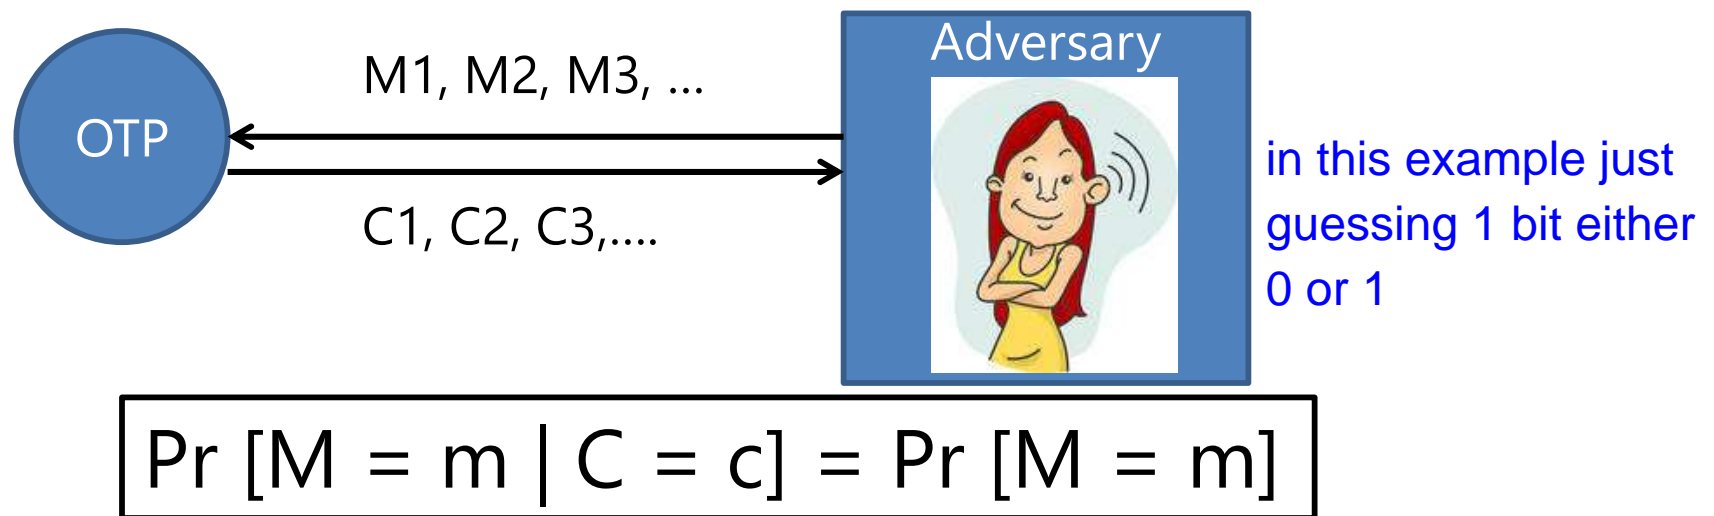 Adversary
M1, M2, M3, ...
OTP
C1, C2, C3,....
in this example just
guessing 1 bit either
0 or 1
Pr [M = m | C = c] = Pr [M = m]